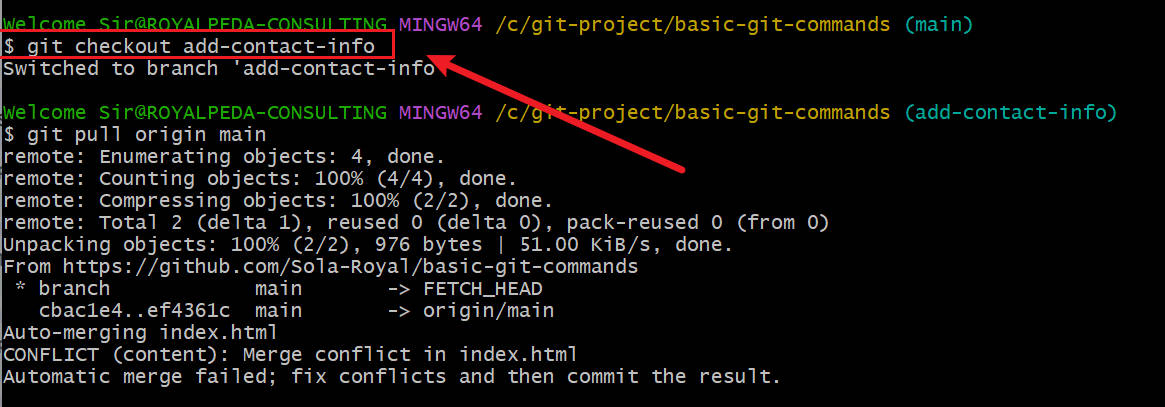 Welcome Sir@ROYALPEDA-CONSULTING MINGW64 /c/git-project/basic-git-commands (main)
$ git checkout add-contact-info
Switched to branch 'add-contact-info'
Welcome Sir@ROYALPEDA-CONSULTING MINGW64 /c/git-project/basic-git-commands (add-contact-info)
$ git pull origin main
remote: Enumerating objects: 4, done.
remote: Counting objects: 100% (4/4), done.
remote: Compressing objects: 100% (2/2), done.
remote: Total 2 (delta 1), reused 0 (delta 0), pack-reused 0 (from 0)
Unpacking objects: 100% (2/2), 976 bytes | 51.00 KiB/s, done.
From https://github.com/Sola-Royal/basic-git-commands
 * branch            main       -> FETCH_HEAD
   cbac1e4..ef4361c  main       -> origin/main
Auto-merging index.html
CONFLICT (content): Merge conflict in index.html
Automatic merge failed; fix conflicts and then commit the result.